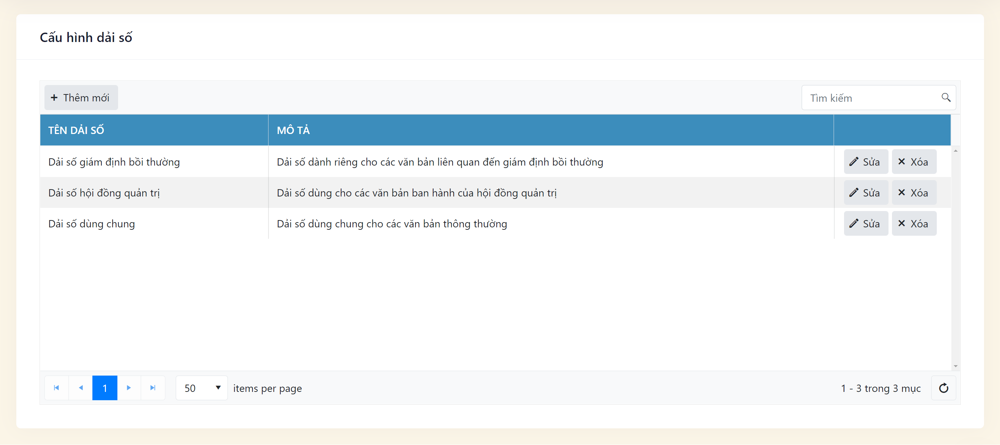 Cấu hình dải số
Thêm mới
Tìm kiếm
TÊN DẢI SỐ MÔ TẢ
Dải số giám định bồi thường Dải số dành riêng cho các văn bản liên quan đến giám định bồi thường Sửa Xóa
Dải số hội đồng quản trị Dải số dùng cho các văn bản ban hành của hội đồng quản trị Sửa Xóa
Dải số dùng chung Dải số dùng chung cho các văn bản thông thường Sửa Xóa
1 50 items per page 1 - 3 trong 3 mục